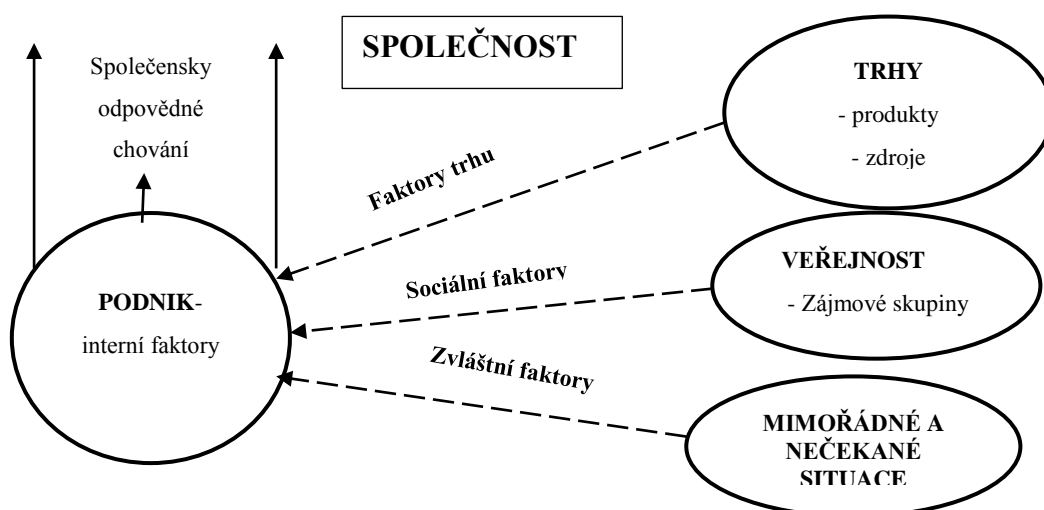 SPOLEČNOST
Společensky
odpovědné
chování
PODNIK-
interní faktory
Faktory trhu
Sociální faktory
Zvláštní faktory
TRHY
- produkty
- zdroje
VEŘEJNOST
- Zájmové skupiny
MIMOŘÁDNÉ A
NEČEKANÉ
SITUACE